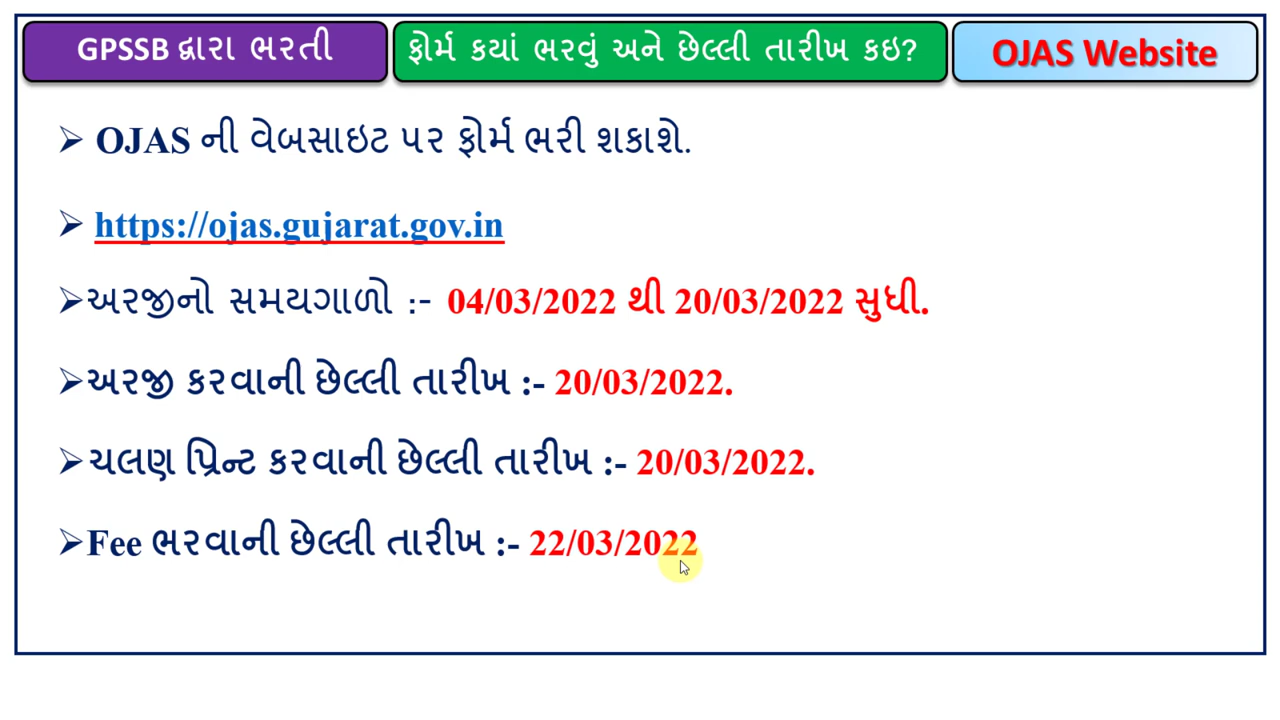 GPSSB દ્વારા ભરતી
ફોર્મ કયાં ભરવું અને છેલ્લી તારીખ કઇ?
OJAS Website
➢ OJAS ની વેબસાઇટ પર ફોર્મ ભરી શકાશે.
➢ https://ojas.gujarat.gov.in
➢અરજીનો સમયગાળો :- 04/03/2022 થી 20/03/2022 સુધી.
➢અરજી કરવાની છેલ્લી તારીખ :- 20/03/2022.
➢ચલણ પ્રિન્ટ કરવાની છેલ્લી તારીખ :- 20/03/2022.
➢Fee ભરવાની છેલ્લી તારીખ :- 22/03/2022